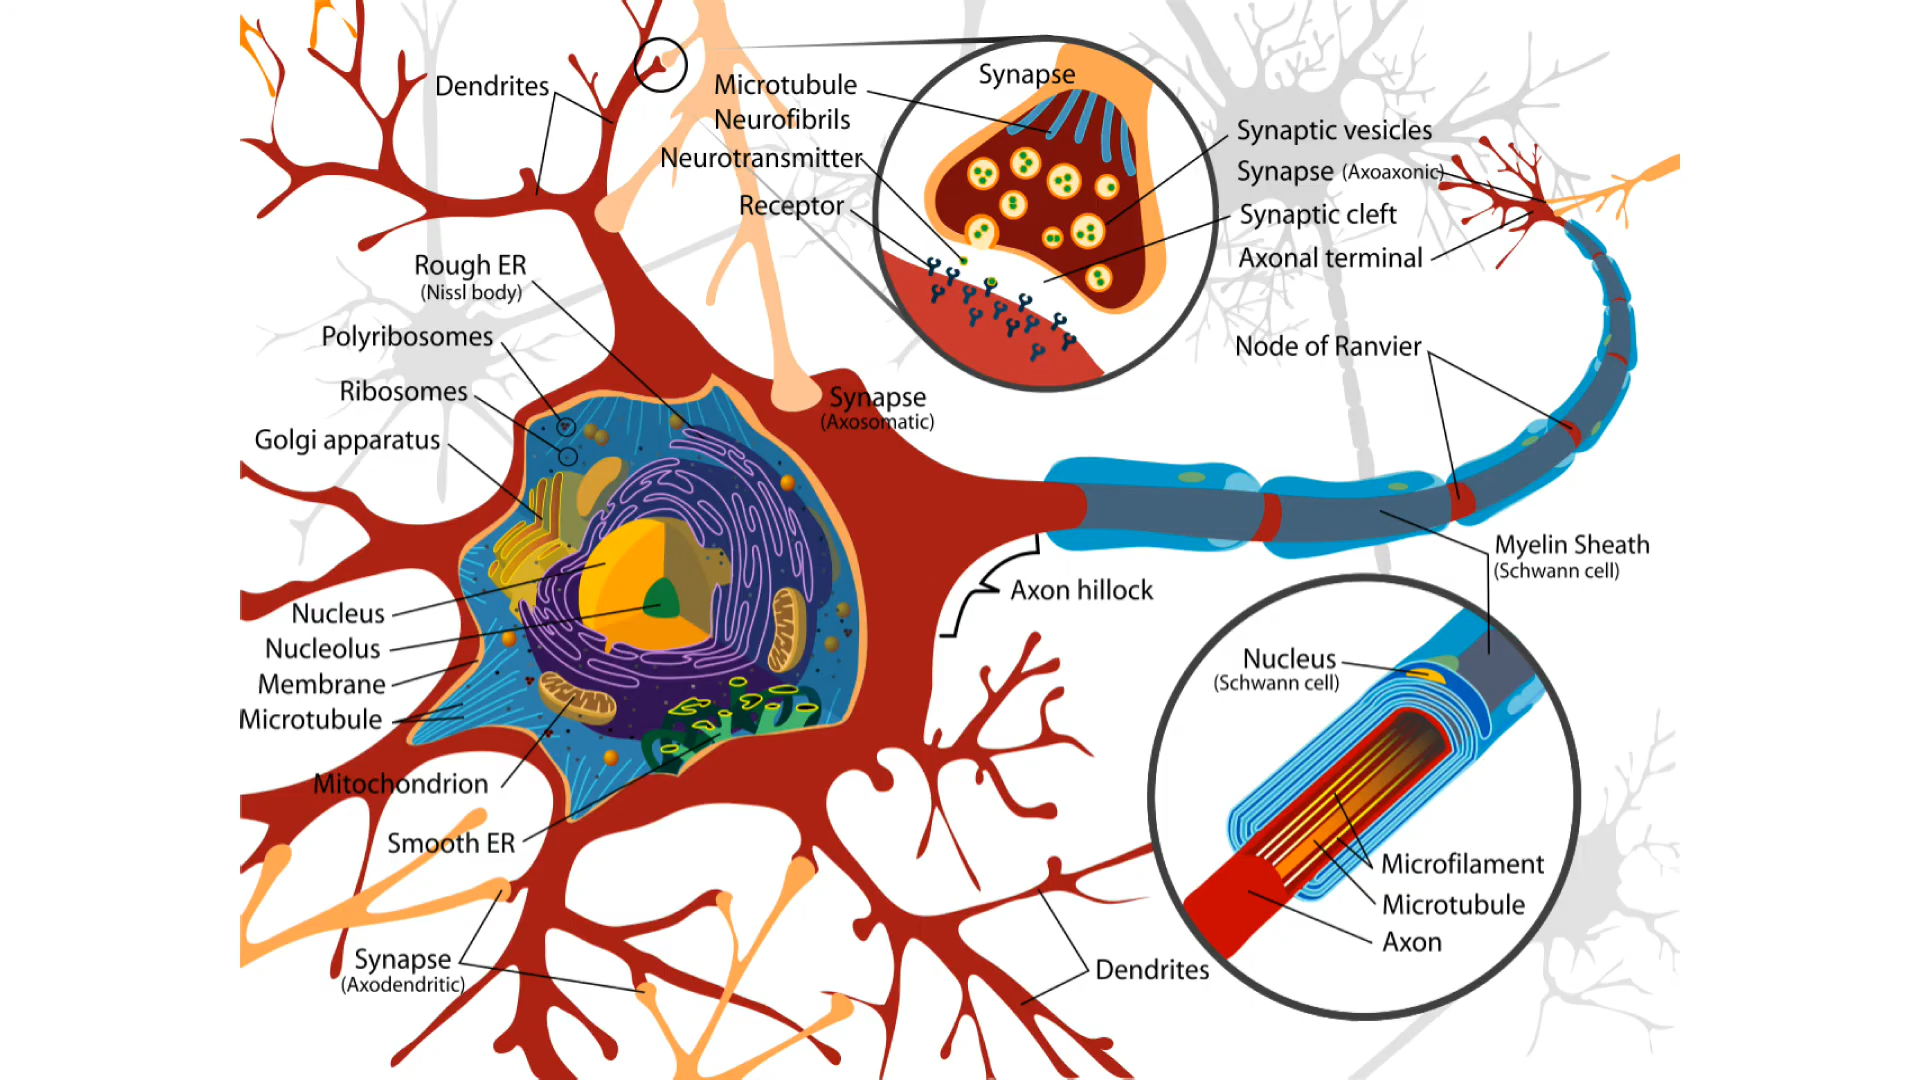 Dendrites
Microtubule
Neurofibrils
Neurotransmitter
Receptor
Synapse
Synaptic vesicles
Synapse (Axoaxonic)
Synaptic cleft
Axonal terminal
Rough ER
(Nissl body)
Polyribosomes
Ribosomes
Golgi apparatus
Synapse
(Axosomatic)
Node of Ranvier
Myelin Sheath
(Schwann cell)
Axon hillock
Nucleus
Nucleolus
Membrane
Microtubule
Mitochondrion
Smooth ER
Synapse
(Axodendritic)
Dendrites
Nucleus
(Schwann cell)
Microfilament
Microtubule
Axon